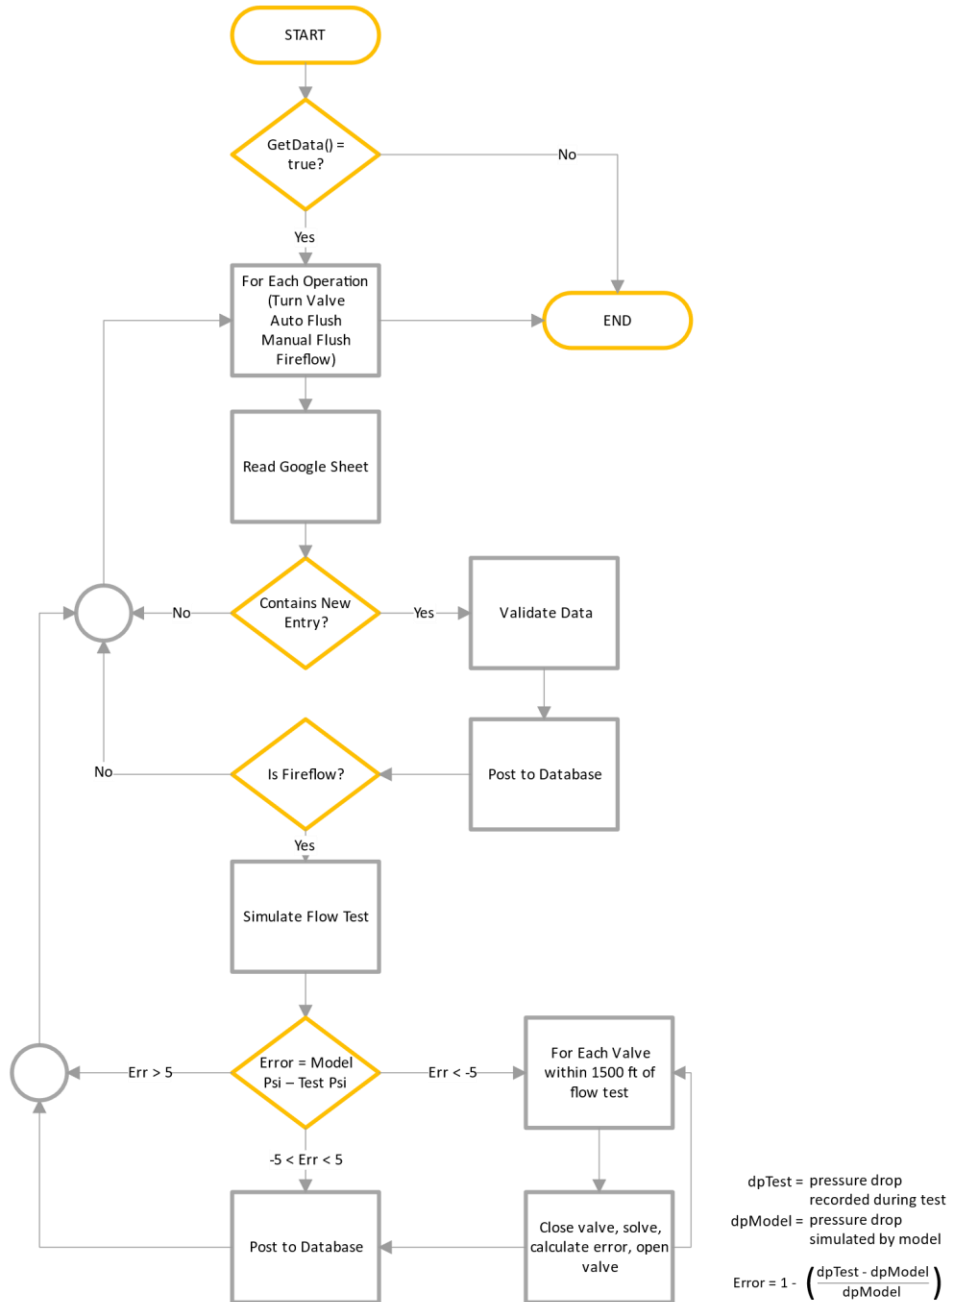 START
GetData() =
true?
No
Yes
For Each Operation
(Turn Valve
Auto Flush
Manual Flush
Fireflow)
END
Read Google Sheet
Contains New
Entry?
No
Yes
Validate Data
Post to Database
Is Fireflow?
No
Yes
Simulate Flow Test
Error = Model
Psi – Test Psi
Err > 5
Err < -5
For Each Valve
within 1500 ft of
flow test
-5 < Err < 5
Post to Database
Close valve, solve,
calculate error, open
valve
dpTest = pressure drop
recorded during test
dpModel = pressure drop
simulated by model
Error = 1 - (dpTest - dpModel
dpModel)